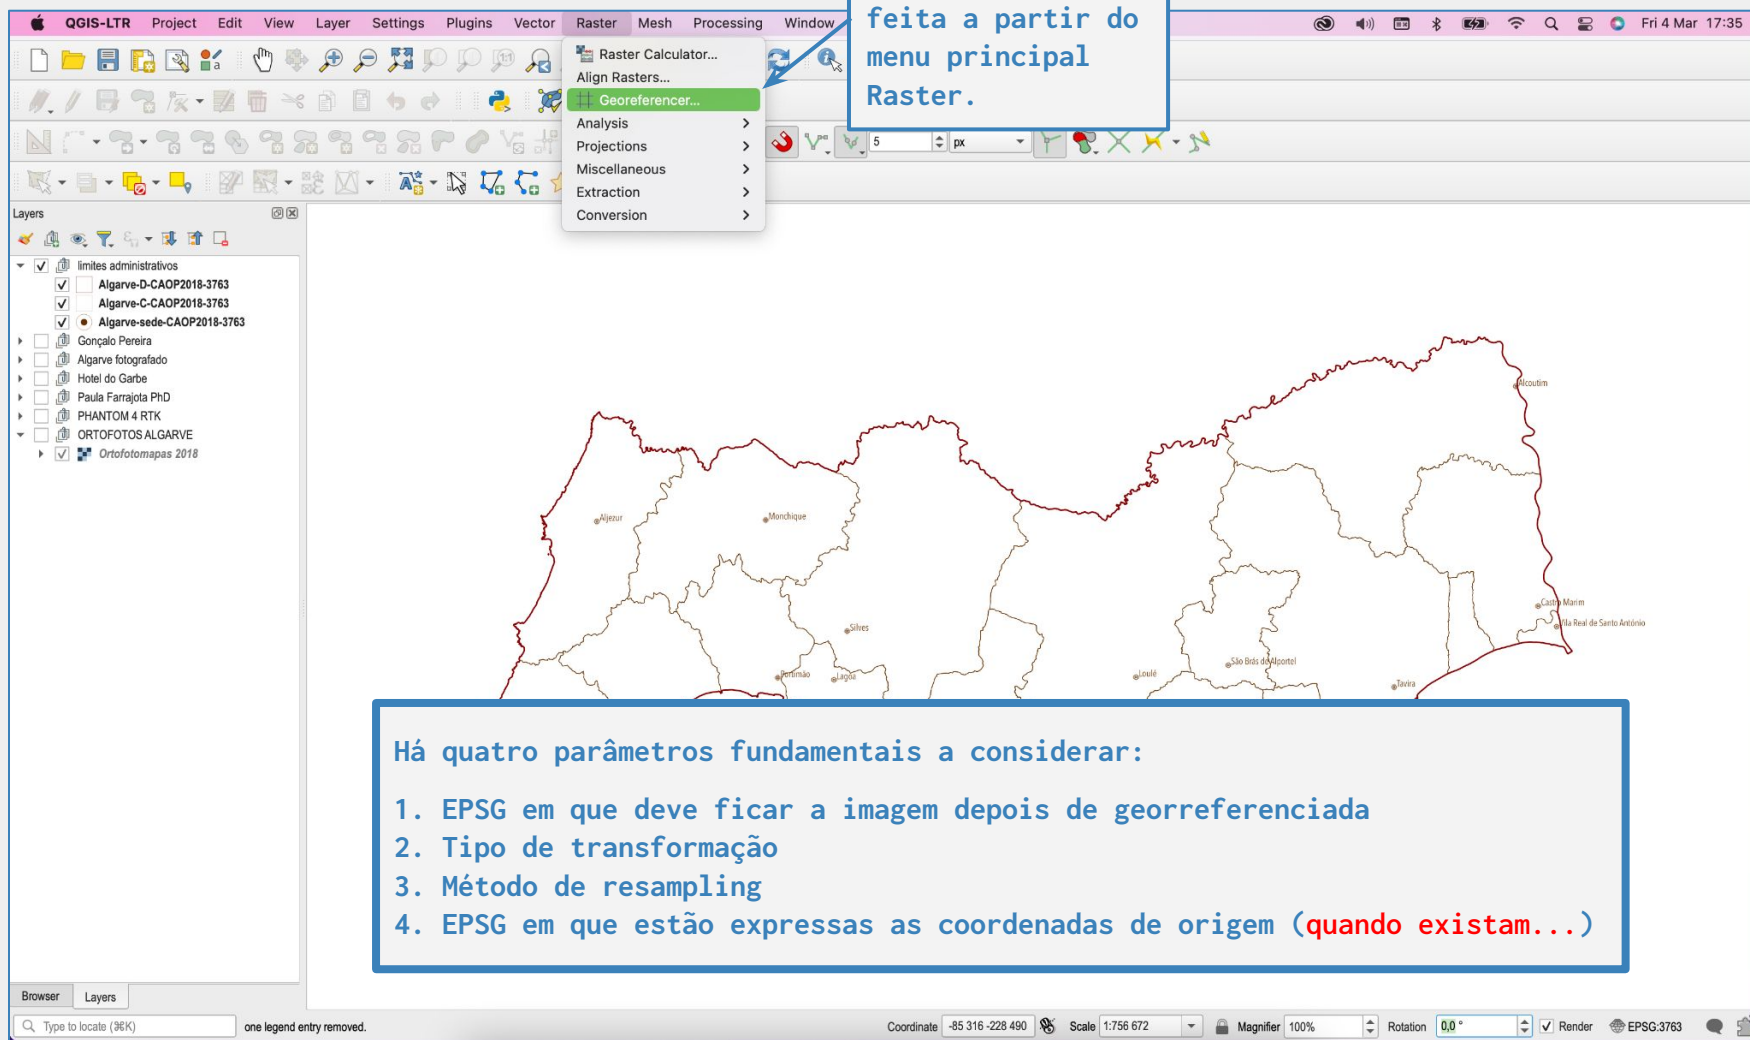 QGIS-LTR Project Edit View Layer Settings Plugins Vector Raster Mesh Processing Window
Fri 4 Mar 17:35
feita a partir do
menu principal
Raster.
Raster Calculator...
Align Rasters...
Georeferencer...
Analysis
Projections
Miscellaneous
Extraction
Conversion
5
px
Layers
limites administrativos
Algarve-D-CAOP2018-3763
Algarve-C-CAOP2018-3763
Algarve-sede-CAOP2018-3763
Gonçalo Pereira
Algarve fotografado
Hotel do Garbe
Paula Farrajota PhD
PHANTOM 4 RTK
ORTOFOTOS ALGARVE
Ortofotomapas 2018
Alcoutim
Aljezur
Monchique
Castro Marim
Vila Real de Santo António
Silves
São Brás de Alportel
Portimão
Lagoa
Loulé
Tavira
Há quatro parâmetros fundamentais a considerar:
1. EPSG em que deve ficar a imagem depois de georreferenciada
2. Tipo de transformação
3. Método de resampling
4. EPSG em que estão expressas as coordenadas de origem (quando existam...)
Browser Layers
Type to locate (⌘K)
one legend entry removed.
Coordinate -85 316 -228 490
Scale 1:756 672
Magnifier 100%
Rotation 0,0 °
Render
EPSG:3763